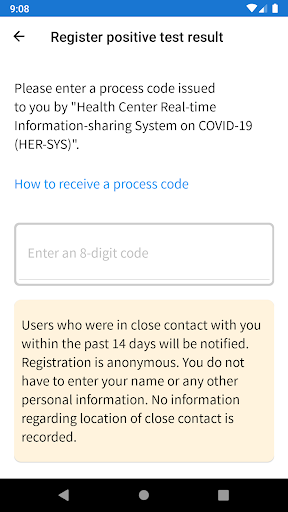 9:08
Register positive test result
Please enter a process code issued
to you by "Health Center Real-time
Information-sharing System on COVID-19
(HER-SYS)".
How to receive a process code
Enter an 8-digit code
Users who were in close contact with you
within the past 14 days will be notified.
Registration is anonymous. You do not
have to enter your name or any other
personal information. No information
regarding location of close contact is
recorded.